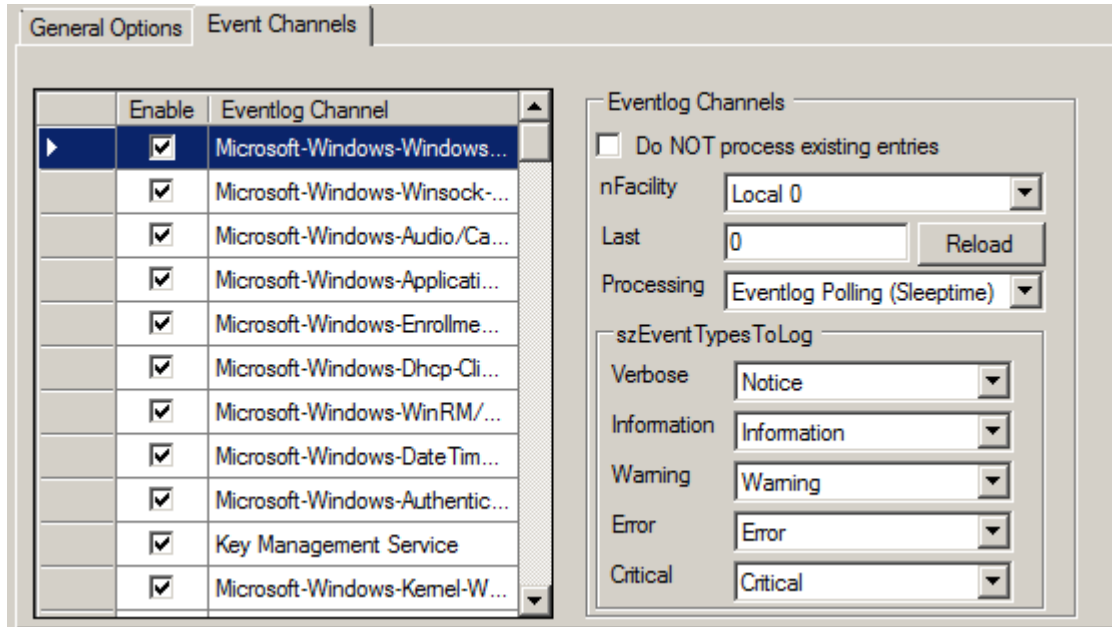 General Options Event Channels
Enable Eventlog Channel
Microsoft-Windows-Windows...
Microsoft-Windows-Winsock-...
Microsoft-Windows-Audio/Ca...
Microsoft-Windows-Applicati...
Microsoft-Windows-Enrollme...
Microsoft-Windows-Dhcp-Cli...
Microsoft-Windows-WinRM/...
Microsoft-Windows-DateTim...
Microsoft-Windows-Authentic...
Key Management Service
Microsoft-Windows-Kernel-W...
Eventlog Channels
Do NOT process existing entries
nFacility Local 0
Last 0 Reload
Processing Eventlog Polling (Sleeptime)
szEventTypesToLog
Verbose Notice
Information Information
Warning Warning
Error Error
Critical Critical